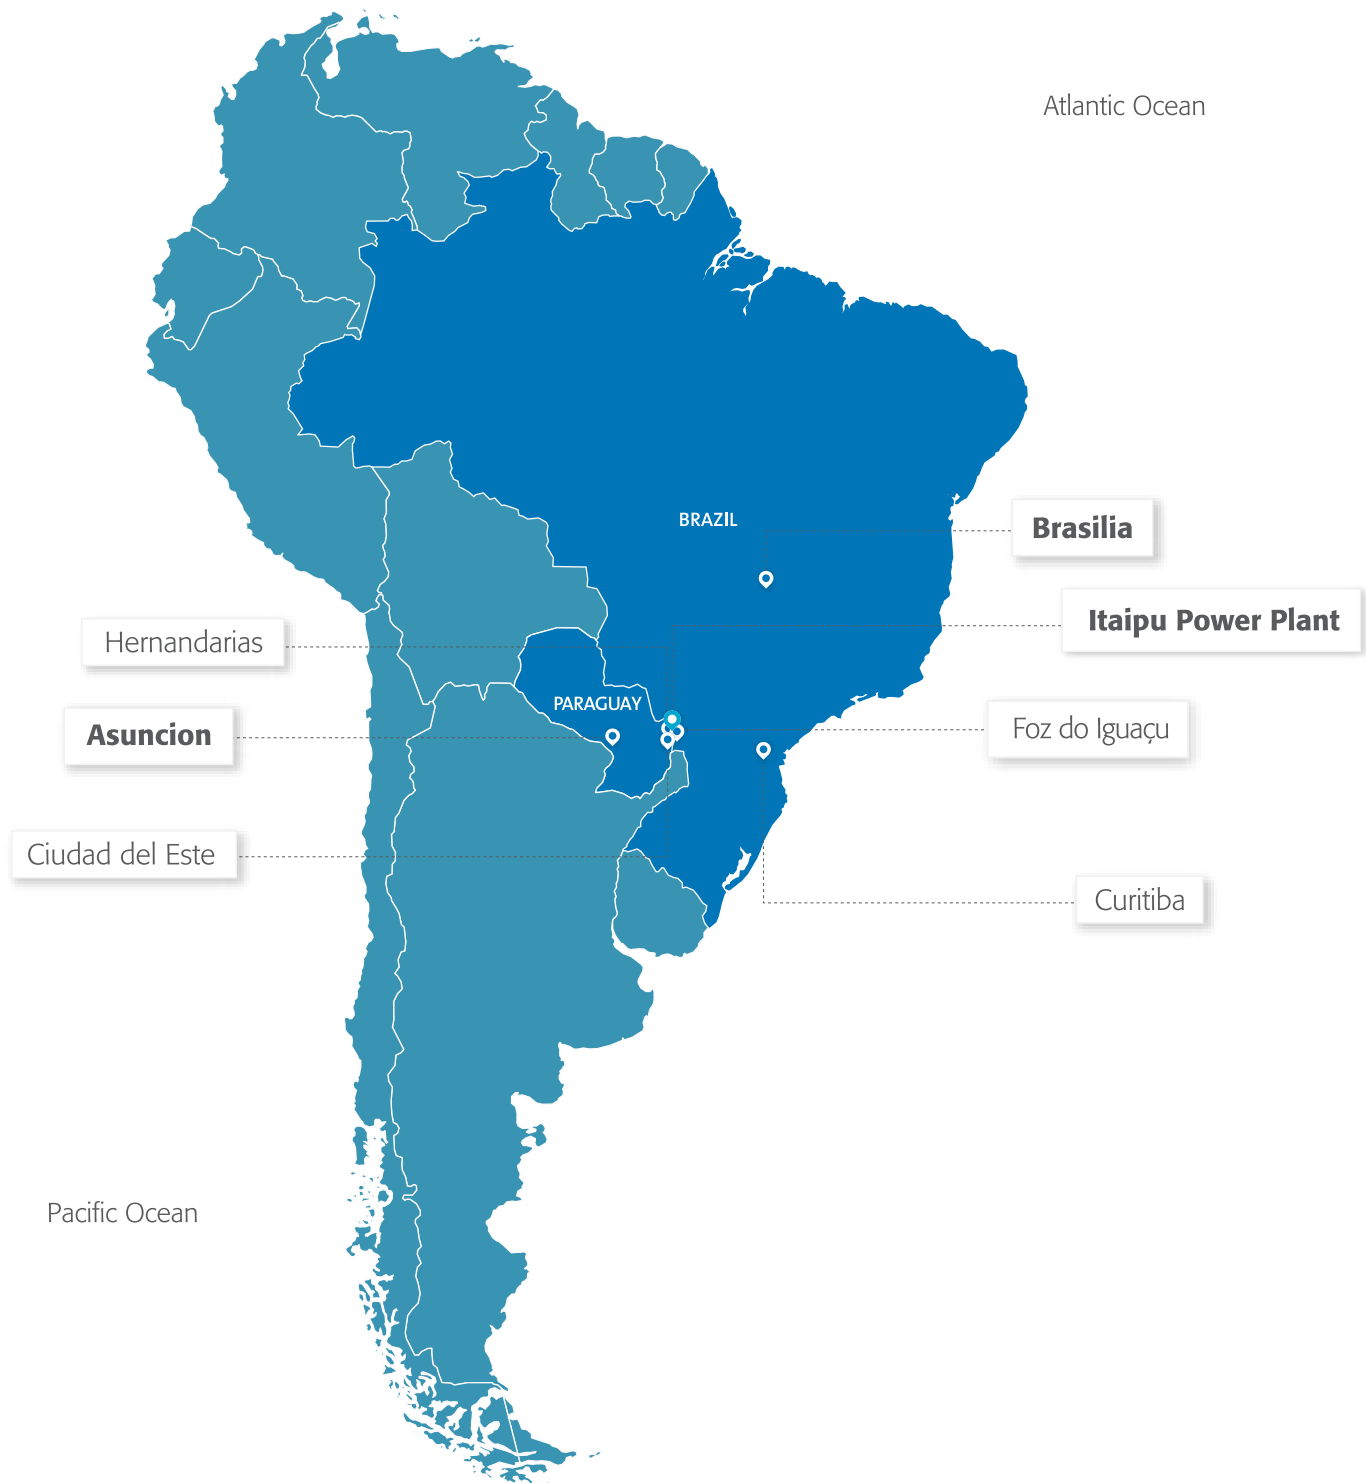 Atlantic Ocean
BRAZIL
Brasilia
Itaipu Power Plant
Hernandarias
PARAGUAY
Asuncion
Foz do Iguaçu
Ciudad del Este
Curitiba
Pacific Ocean